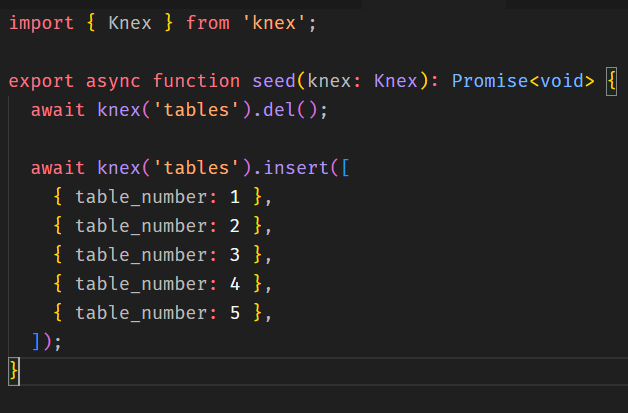 import { Knex } from 'knex';
export async function seed(knex: Knex): Promise<void> {
await knex('tables').del();
await knex('tables').insert([
{ table_number: 1 },
{ table_number: 2 },
{ table_number: 3 },
{ table_number: 4 },
{ table_number: 5 },
]);
}